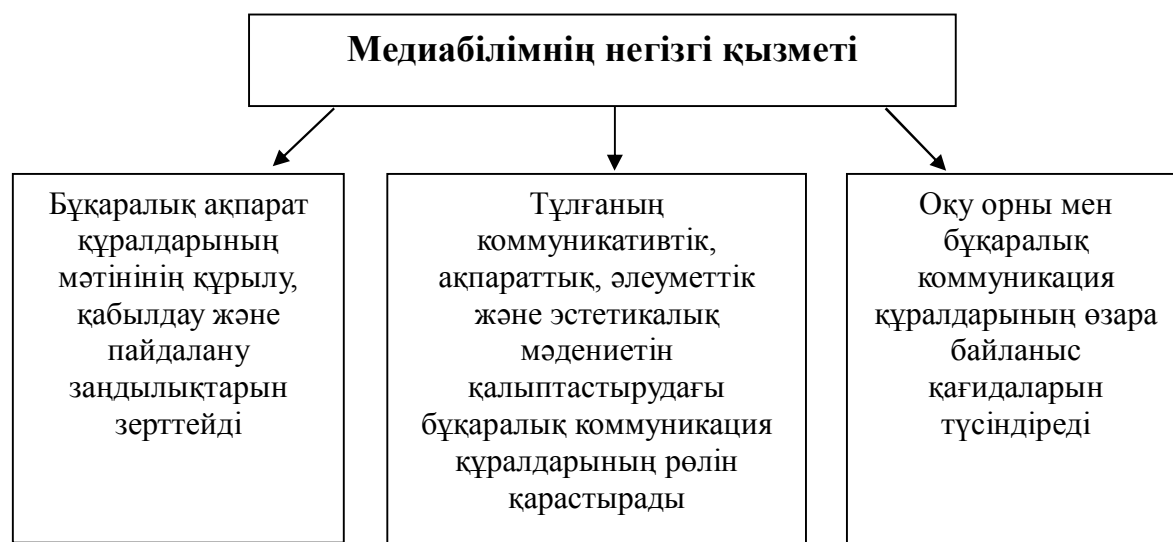 Медиабілімнің негізгі қызметі
Бұқаралық ақпарат
құралдарының
мәтінінің құрылу,
қабылдау және
пайдалану
заңдылықтарын
зерттейді
Тұлғаның
коммуникативтік,
ақпараттық, әлеуметтік
және эстетикалық
мәдениетін
қалыптастырудағы
бұқаралық коммуникация
құралдарының рөлін
қарастырады
Оқу орны мен
бұқаралық
коммуникация
құралдарының өзара
байланыс
қағидаларын
түсіндіреді